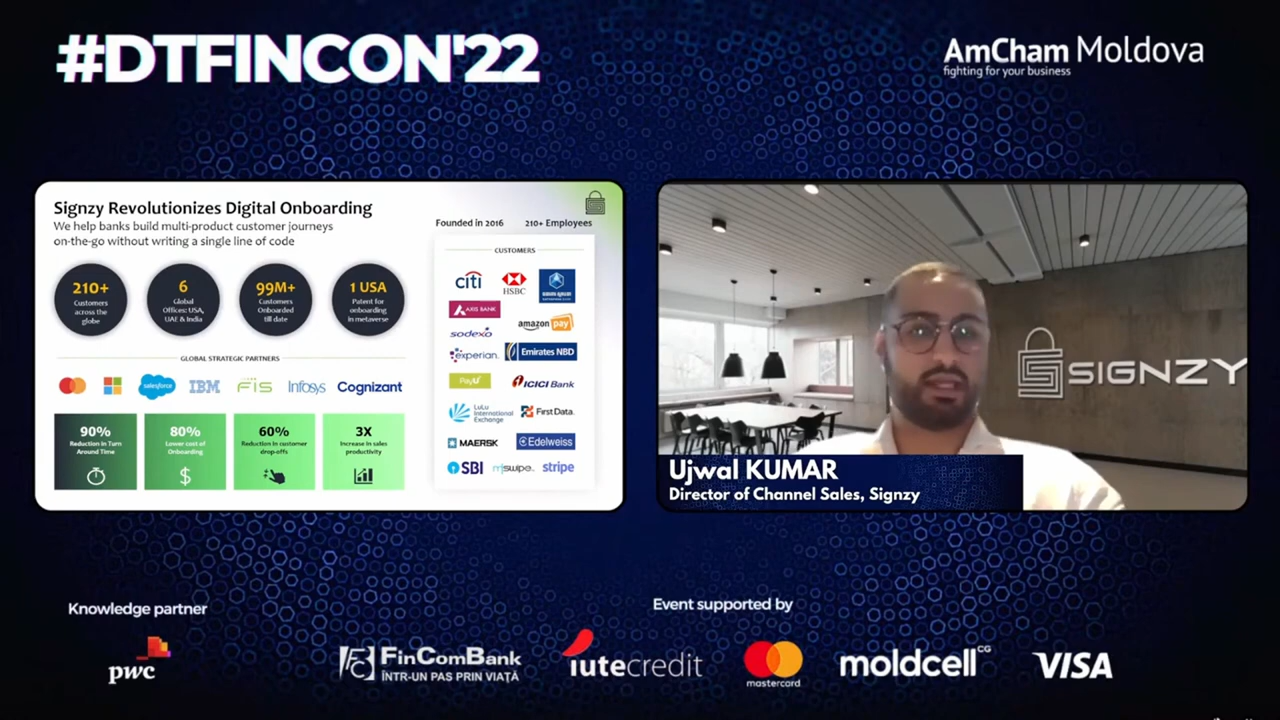 #DTFINCON'22
AmCham Moldova
fighting for your business
Signzy Revolutionizes Digital Onboarding
We help banks build multi-product customer journeys
on-the-go without writing a single line of code
210+
Customers
across the
globe
6
Global
Offices: USA,
UAE & India
99M+
Customers
Onboarded
till date
1 USA
Patent for
onboarding
in metaverse
GLOBAL STRATEGIC PARTNERS
salesforce
IBM
FIS
Infosys
Cognizant
90%
Reduction in Turn
Around Time
80%
Lower cost of
Onboarding
$
60%
Reduction in customer
drop-offs
3X
Increase in sales
productivity
Founded in 2016
210+ Employees
CUSTOMERS
citi
HSBC
AXIS BANK
amazon pay
sodexo
experian.
Emirates NBD
PayU
ICICI Bank
LuLu
International
Exchange
First Data.
MAERSK
Edelweiss
SBI
mswipe.
stripe
SIGNZY
Ujwal KUMAR
Director of Channel Sales, Signzy
Knowledge partner
pwc
Event supported by
FinComBank
ÎNTR-UN PAS PRIN VIAȚĂ
iutecredit
mastercard
moldcell CG
VISA